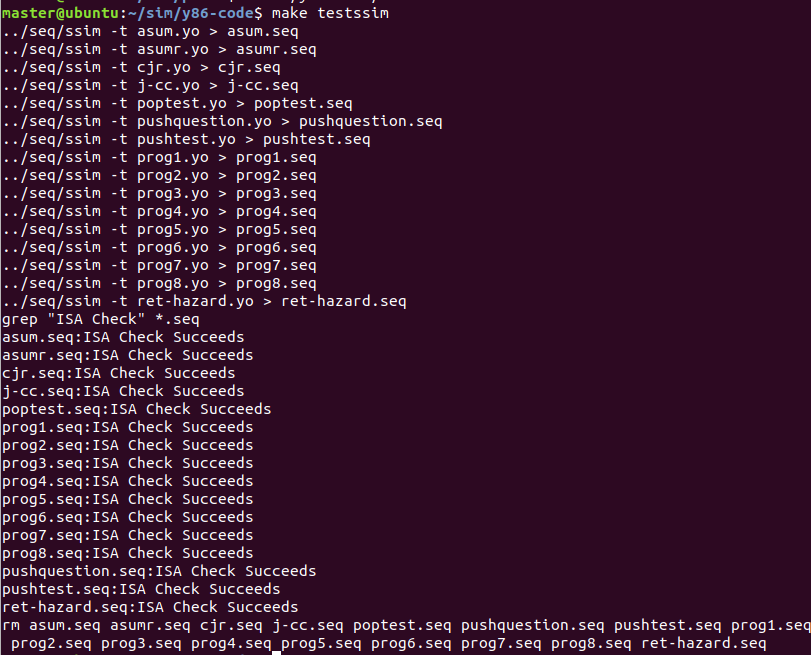 master@ubuntu:~/sim/y86-code$ make testssim
../seq/ssim -t asum.yo > asum.seq
../seq/ssim -t asumr.yo > asumr.seq
../seq/ssim -t cjr.yo > cjr.seq
../seq/ssim -t j-cc.yo > j-cc.seq
../seq/ssim -t poptest.yo > poptest.seq
../seq/ssim -t pushquestion.yo > pushquestion.seq
../seq/ssim -t pushtest.yo > pushtest.seq
../seq/ssim -t prog1.yo > prog1.seq
../seq/ssim -t prog2.yo > prog2.seq
../seq/ssim -t prog3.yo > prog3.seq
../seq/ssim -t prog4.yo > prog4.seq
../seq/ssim -t prog5.yo > prog5.seq
../seq/ssim -t prog6.yo > prog6.seq
../seq/ssim -t prog7.yo > prog7.seq
../seq/ssim -t prog8.yo > prog8.seq
../seq/ssim -t ret-hazard.yo > ret-hazard.seq
grep "ISA Check" *.seq
asum.seq:ISA Check Succeeds
asumr.seq:ISA Check Succeeds
cjr.seq:ISA Check Succeeds
j-cc.seq:ISA Check Succeeds
poptest.seq:ISA Check Succeeds
prog1.seq:ISA Check Succeeds
prog2.seq:ISA Check Succeeds
prog3.seq:ISA Check Succeeds
prog4.seq:ISA Check Succeeds
prog5.seq:ISA Check Succeeds
prog6.seq:ISA Check Succeeds
prog7.seq:ISA Check Succeeds
prog8.seq:ISA Check Succeeds
pushquestion.seq:ISA Check Succeeds
pushtest.seq:ISA Check Succeeds
ret-hazard.seq:ISA Check Succeeds
rm asum.seq asumr.seq cjr.seq j-cc.seq poptest.seq pushquestion.seq pushtest.seq prog1.seq
prog2.seq prog3.seq prog4.seq prog5.seq prog6.seq prog7.seq prog8.seq ret-hazard.seq